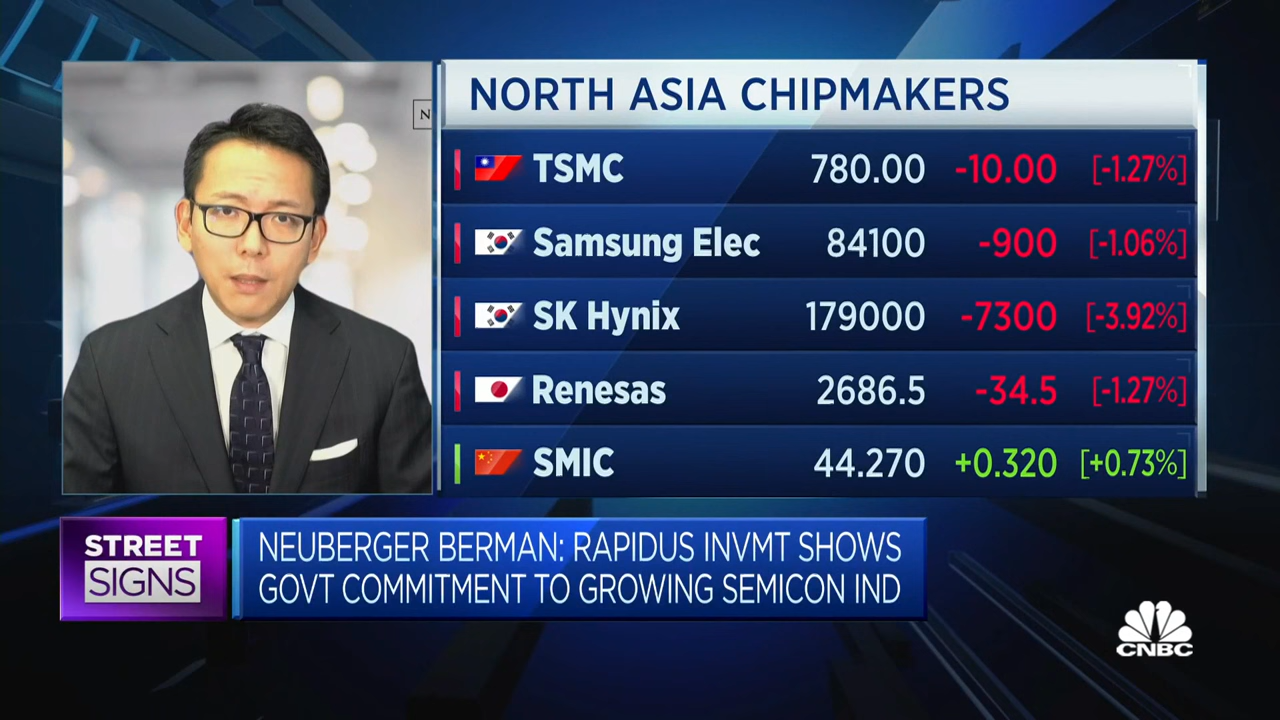 N
NORTH ASIA CHIPMAKERS
TSMC 780.00 -10.00 [-1.27%]
Samsung Elec 84100 -900 [-1.06%]
SK Hynix 179000 -7300 [-3.92%]
Renesas 2686.5 -34.5 [-1.27%]
SMIC 44.270 +0.320 [+0.73%]
STREET
SIGNS
NEUBERGER BERMAN: RAPIDUS INVMT SHOWS
GOVT COMMITMENT TO GROWING SEMICON IND
CNBC